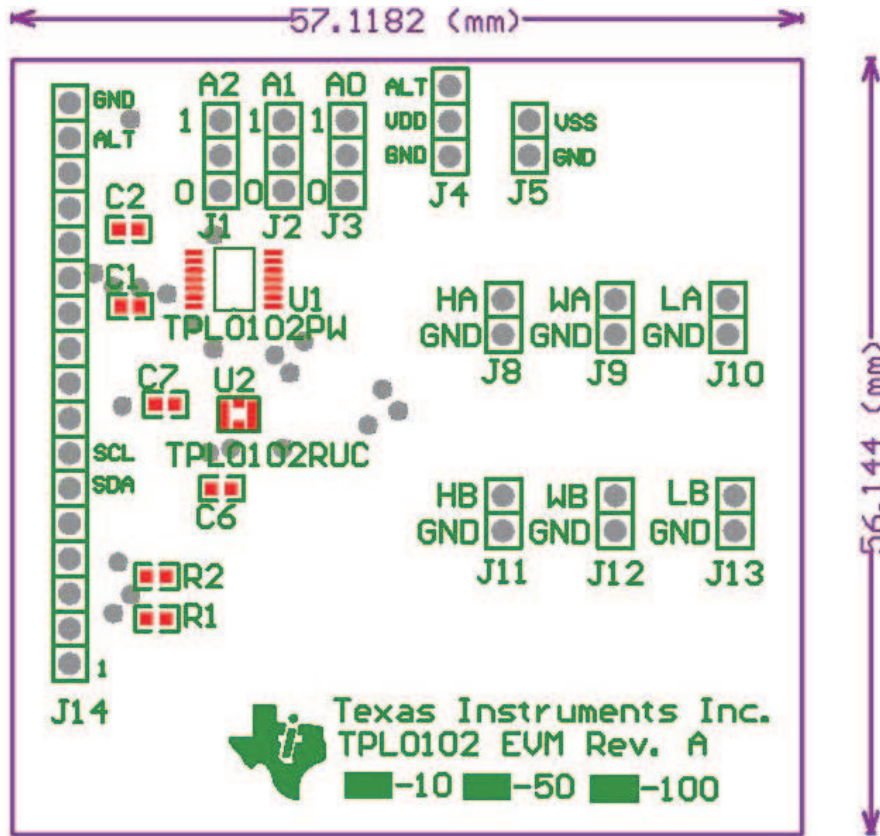 57.1182 (mm)
GND
ALT
A2 A1 A0
1 1 1
0 0 0
J1 J2 J3
ALT
VDD
GND
J4
VSS
GND
J5
C2
C1
U1
TPL0102PW
C7 U2
TPL0102RUC
C6
SCL
SDA
HA WA LA
GND GND GND
J8 J9 J10
HB WB LB
GND GND GND
J11 J12 J13
R2
R1
1
J14
Texas Instruments Inc.
TPL0102 EVM Rev. A
-10 -50 -100
56.144 (mm)